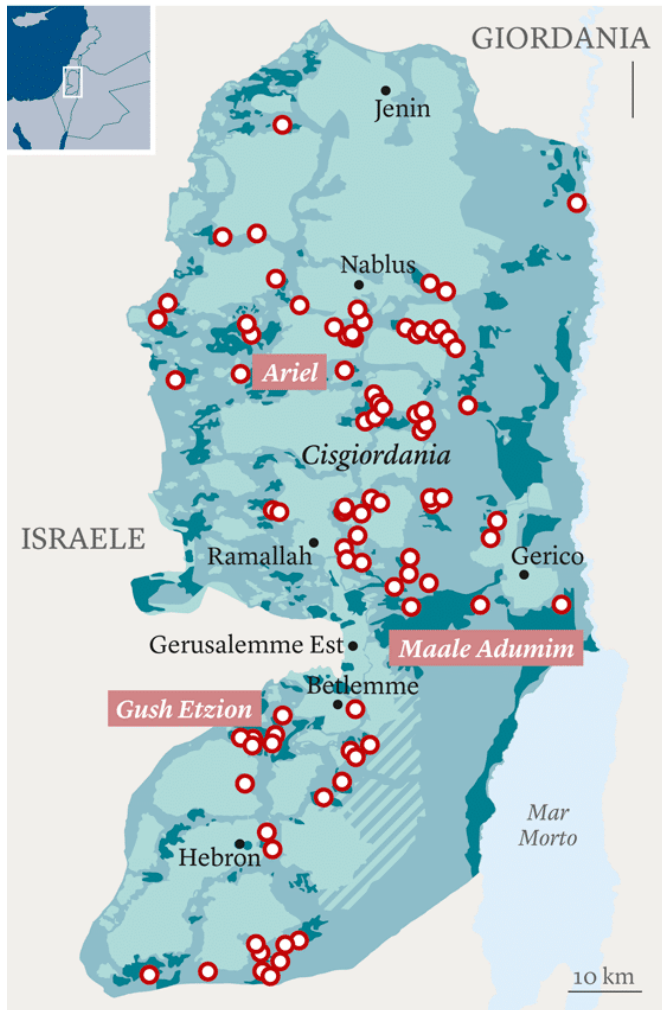 GIORDANIA
Jenin
Nablus
Ariel
Cisgiordania
ISRAELE
Ramallah
Gerico
Gerusalemme Est
Maale Adumim
Betlemme
Gush Etzion
Mar
Morto
Hebron
10 km